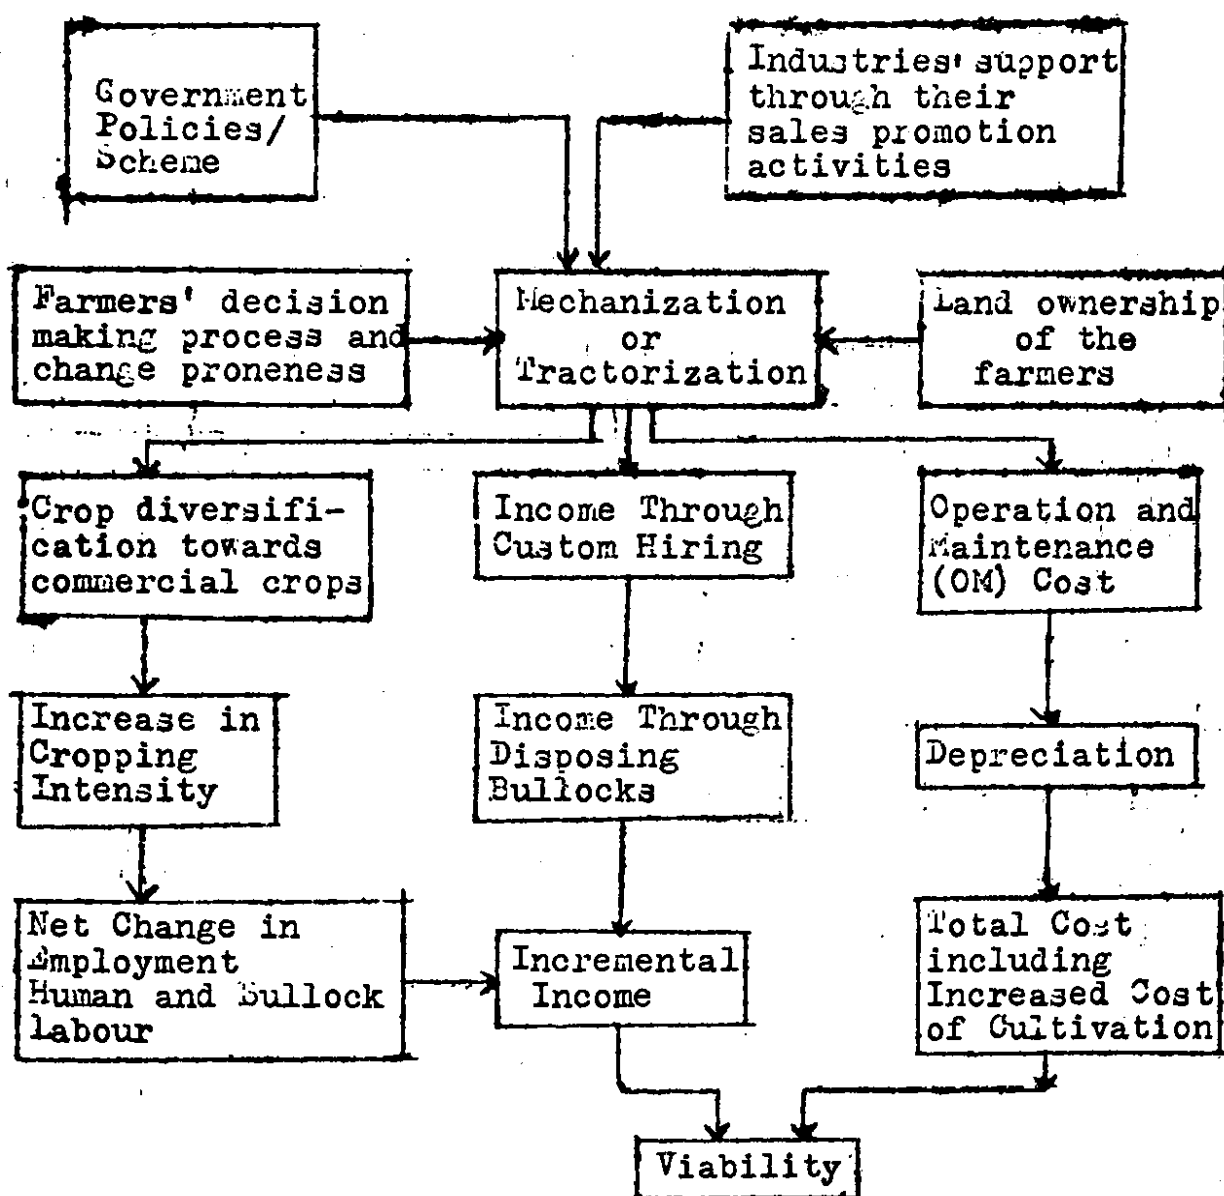 Government
Policies/
Scheme
Industries' support
through their
sales promotion
activities
Farmers' decision
making process and
change proneness
Mechanization
or
Tractorization
Land ownership
of the
farmers
Crop diversifi-
cation towards
commercial crops
Income Through
Custom Hiring
Operation and
Maintenance
(OM) Cost
Increase in
Cropping
Intensity
Income Through
Disposing
Bullocks
Depreciation
Net Change in
Employment
Human and Bullock
Labour
Incremental
Income
Total Cost
including
Increased Cost
of Cultivation
Viability